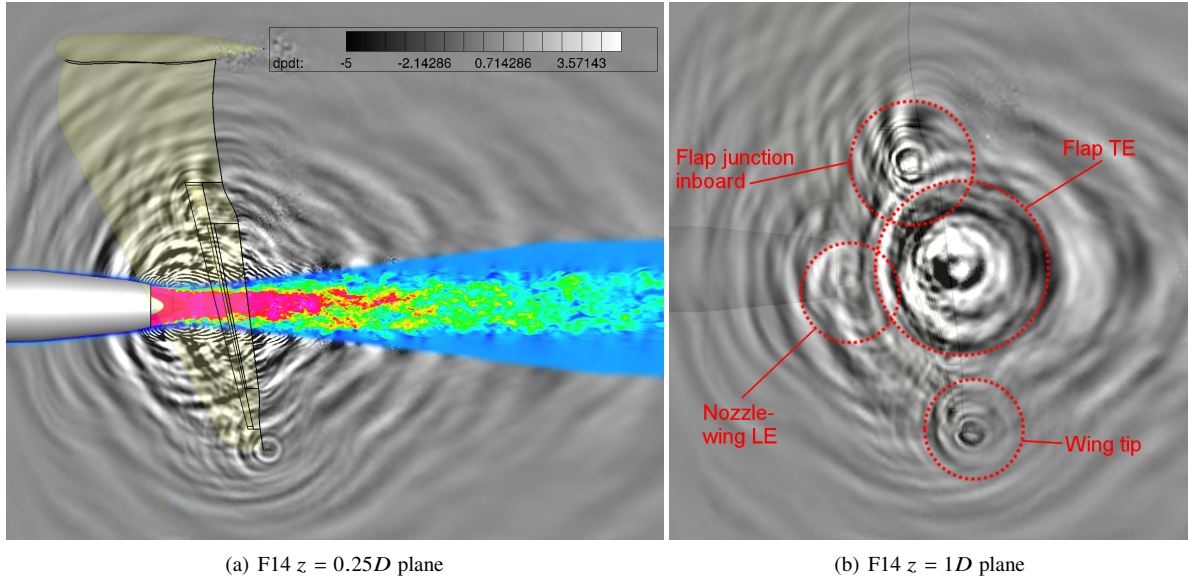 dpdt: -5 -2.14286 0.714286 3.57143
Flap junction
inboard
Flap TE
Nozzle-
wing LE
Wing tip
(a) F14 z = 0.25D plane
(b) F14 z = 1D plane